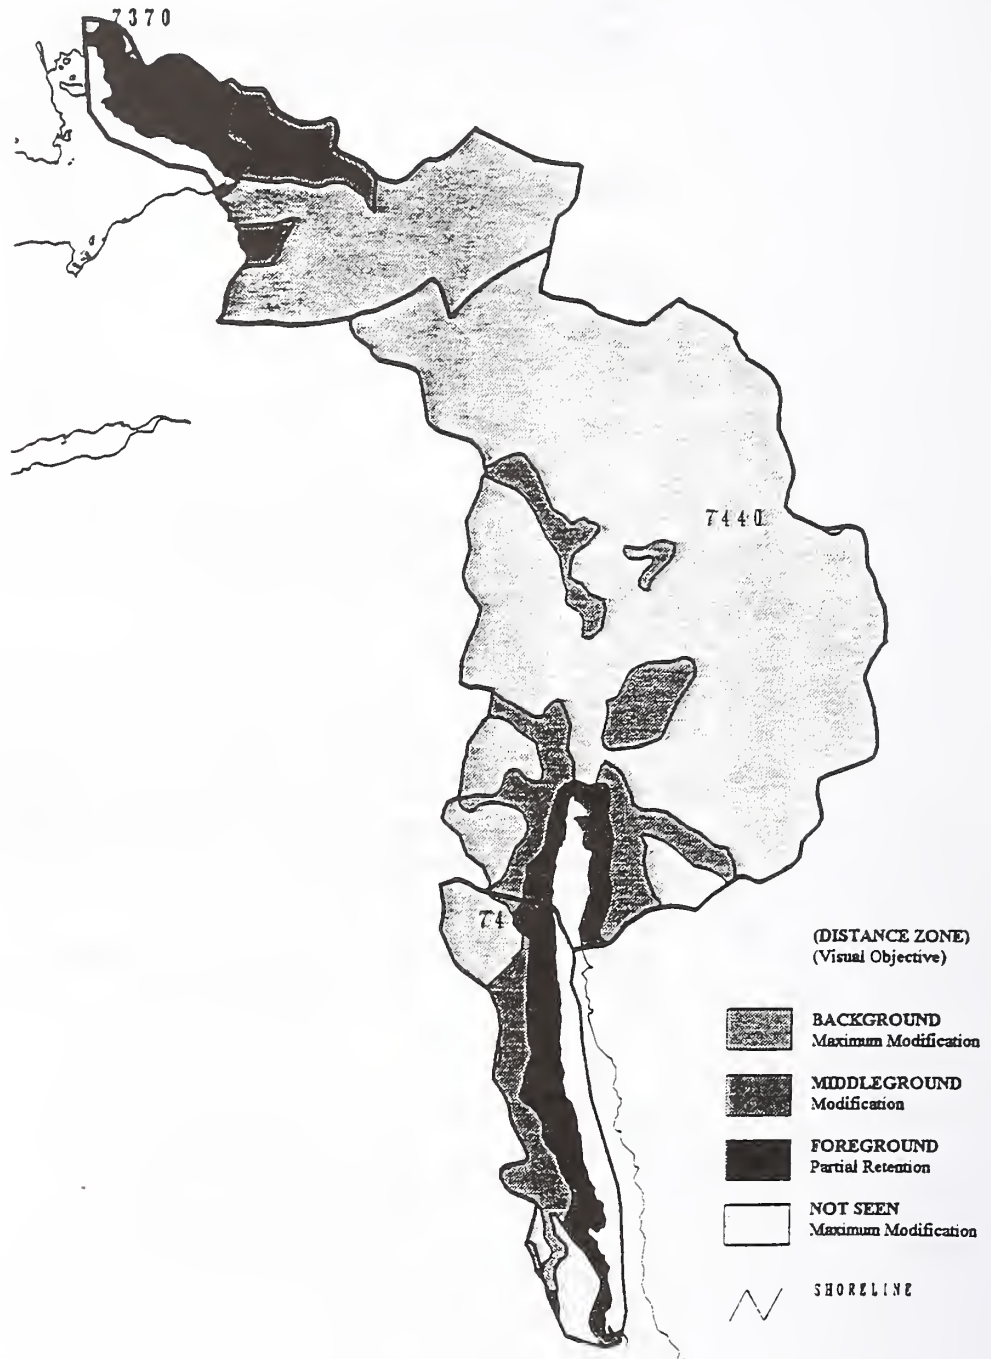 7370
7440
74
(DISTANCE ZONE)
(Visual Objective)
BACKGROUND
Maximum Modification
MIDDLEGROUND
Modification
FOREGROUND
Partial Retention
NOT SEEN
Maximum Modification
SHORELINE